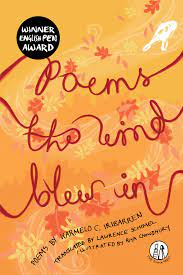 WINNER
ENGLISH PEN
AWARD
Poems
the wind
blew in
POEMS BY KARMELO C. IRIBARREN
TRANSLATED BY LAWRENCE SCHIMEL
ILLUSTRATED BY RIYA CHOWDHURY